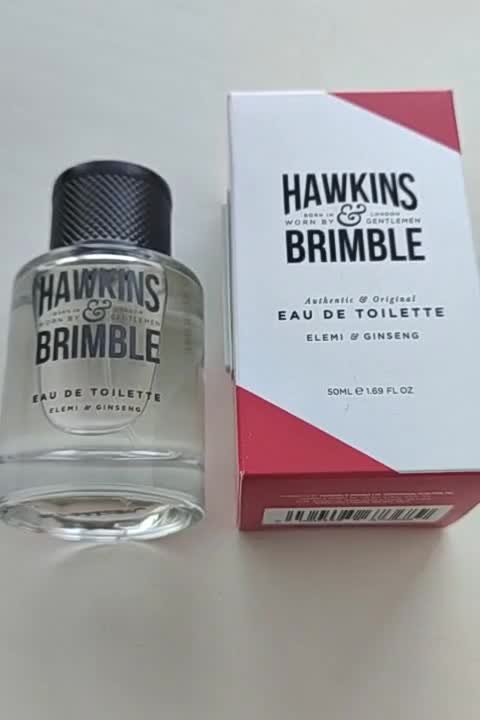 HAWKINS
BORN IN & LONDON
WORN BY GENTLEMEN
BRIMBLE
EAU DE TOILETTE
ELEMI & GINSENG
HAWKINS
BORN IN & LONDON
WORN BY GENTLEMEN
BRIMBLE
Authentic & Original
EAU DE TOILETTE
ELEMI & GINSENG
50ML ℮ 1.69 FL OZ